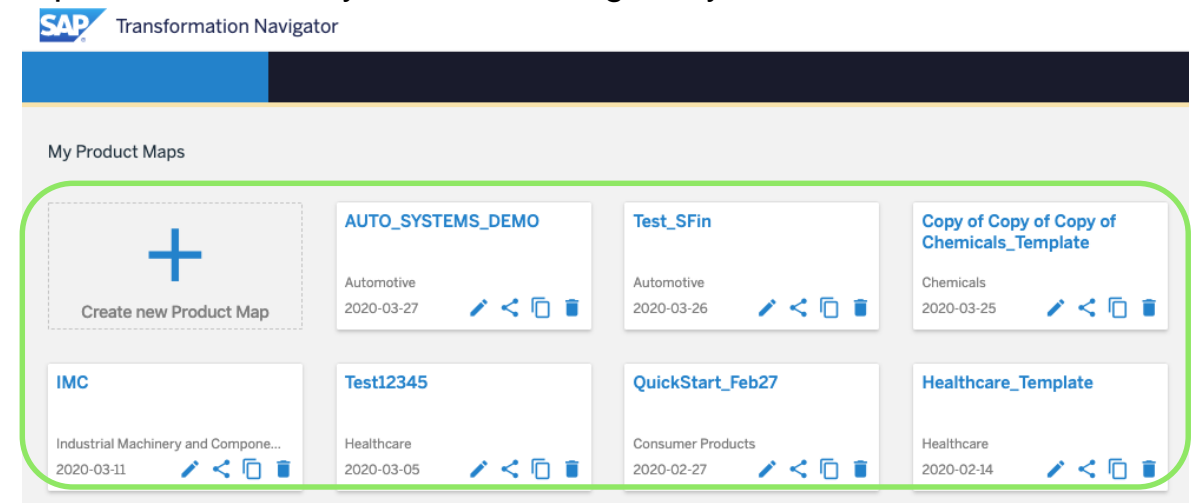 SAP Transformation Navigator
My Product Maps
Create new Product Map
AUTO_SYSTEMS_DEMO
Automotive
2020-03-27
Test_SFin
Automotive
2020-03-26
Copy of Copy of Copy of
Chemicals_Template
Chemicals
2020-03-25
IMC
Industrial Machinery and Compone...
2020-03-11
Test12345
Healthcare
2020-03-05
QuickStart_Feb27
Consumer Products
2020-02-27
Healthcare_Template
Healthcare
2020-02-14